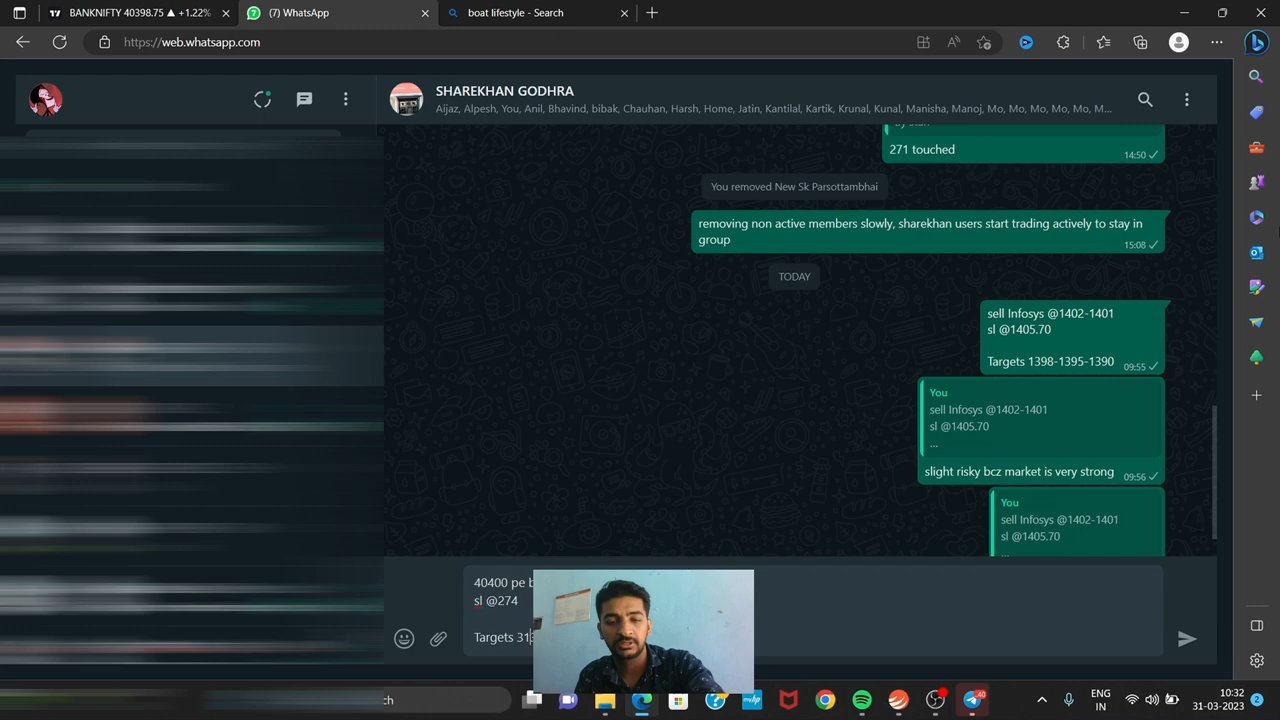 BANKNIFTY 40398.75 ▲ +1.22%
(7) WhatsApp
boat lifestyle - Search
https://web.whatsapp.com
SHAREKHAN GODHRA
Aijaz, Alpesh, You, Anil, Bhavind, bibak, Chauhan, Harsh, Home, Jatin, Kantilal, Kartik, Krunal, Kunal, Manisha, Manoj, Mo, Mo, Mo, Mo, Mo, M...
271 touched
14:50
You removed New Sk Parsottambhai
removing non active members slowly, sharekhan users start trading actively to stay in
group
15:08
TODAY
sell Infosys @1402-1401
sl @1405.70
Targets 1398-1395-1390
09:55
You
sell Infosys @1402-1401
sl @1405.70
...
slight risky bcz market is very strong
09:56
You
sell Infosys @1402-1401
sl @1405.70
40400 pe
sl @274
Targets
ENG
IN
10:32
31-03-2023
2
40